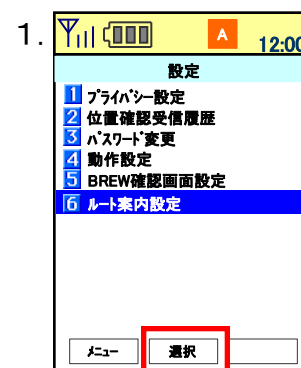 1.
A
12:00
設定
1 プライバシー設定
2 位置確認受信履歴
3 パスワード変更
4 動作設定
5 BREW確認画面設定
6 ルート案内設定
メニュー 選択